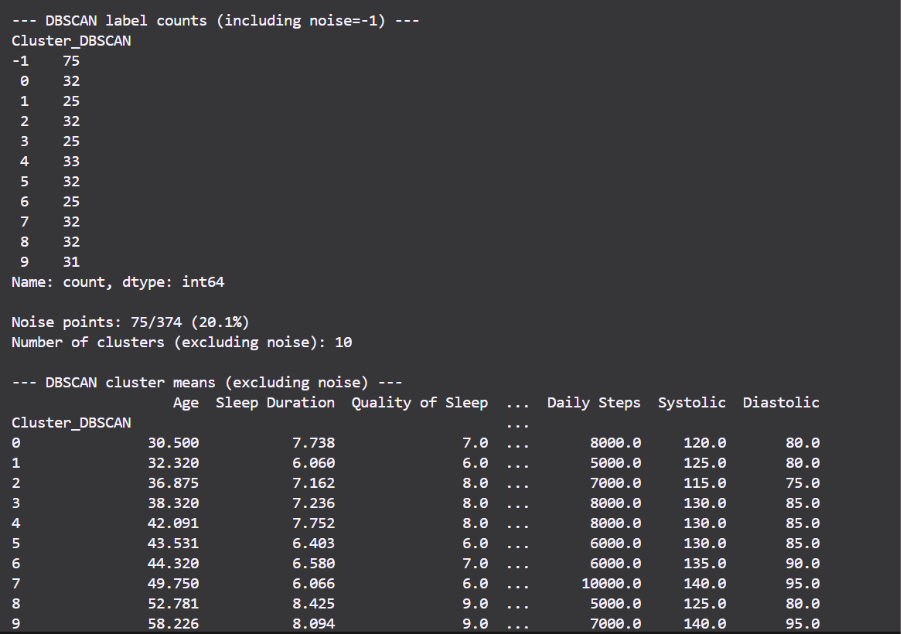 --- DBSCAN label counts (including noise=-1) ---
Cluster_DBSCAN
-1    75
 0    32
 1    25
 2    32
 3    25
 4    33
 5    32
 6    25
 7    32
 8    32
 9    31
Name: count, dtype: int64

Noise points: 75/374 (20.1%)
Number of clusters (excluding noise): 10

--- DBSCAN cluster means (excluding noise) ---
                   Age  Sleep Duration  Quality of Sleep  ...  Daily Steps  Systolic  Diastolic
Cluster_DBSCAN                                            ...
0               30.500           7.738               7.0  ...       8000.0     120.0       80.0
1               32.320           6.060               6.0  ...       5000.0     125.0       80.0
2               36.875           7.162               8.0  ...       7000.0     115.0       75.0
3               38.320           7.236               8.0  ...       8000.0     130.0       85.0
4               42.091           7.752               8.0  ...       8000.0     130.0       85.0
5               43.531           6.403               6.0  ...       6000.0     130.0       85.0
6               44.320           6.580               7.0  ...       6000.0     135.0       90.0
7               49.750           6.066               6.0  ...      10000.0     140.0       95.0
8               52.781           8.425               9.0  ...       5000.0     125.0       80.0
9               58.226           8.094               9.0  ...       7000.0     140.0       95.0